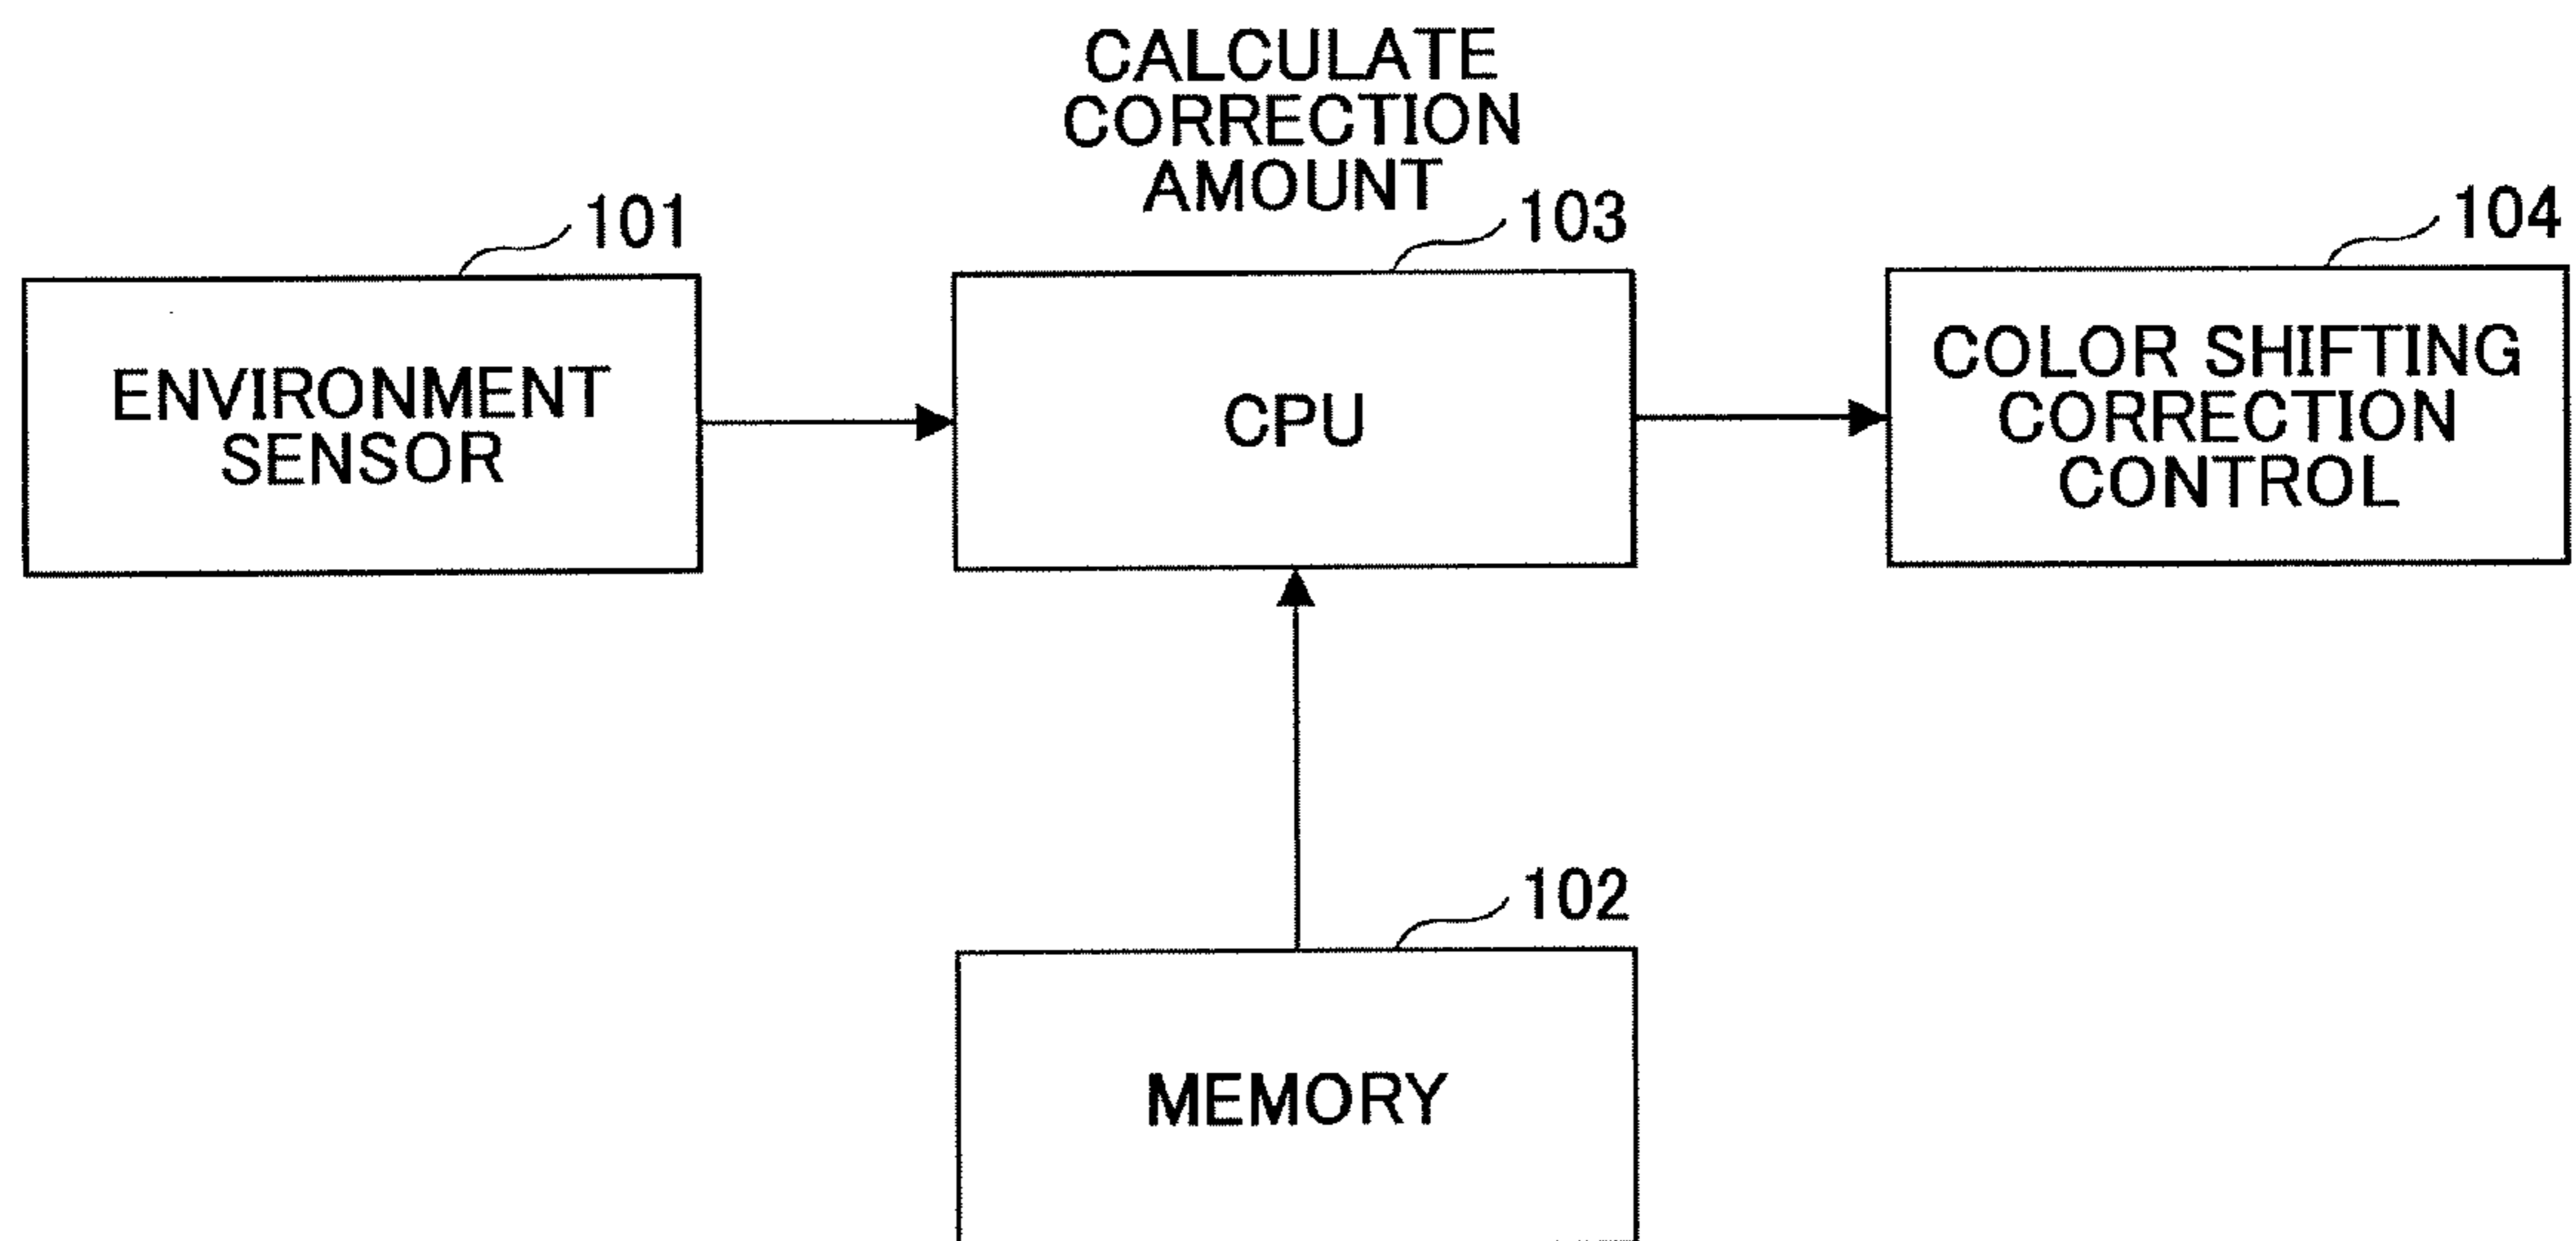 CALCULATE
CORRECTION
AMOUNT
101
103
104
ENVIRONMENT
SENSOR
CPU
COLOR SHIFTING
CORRECTION
CONTROL
102
MEMORY